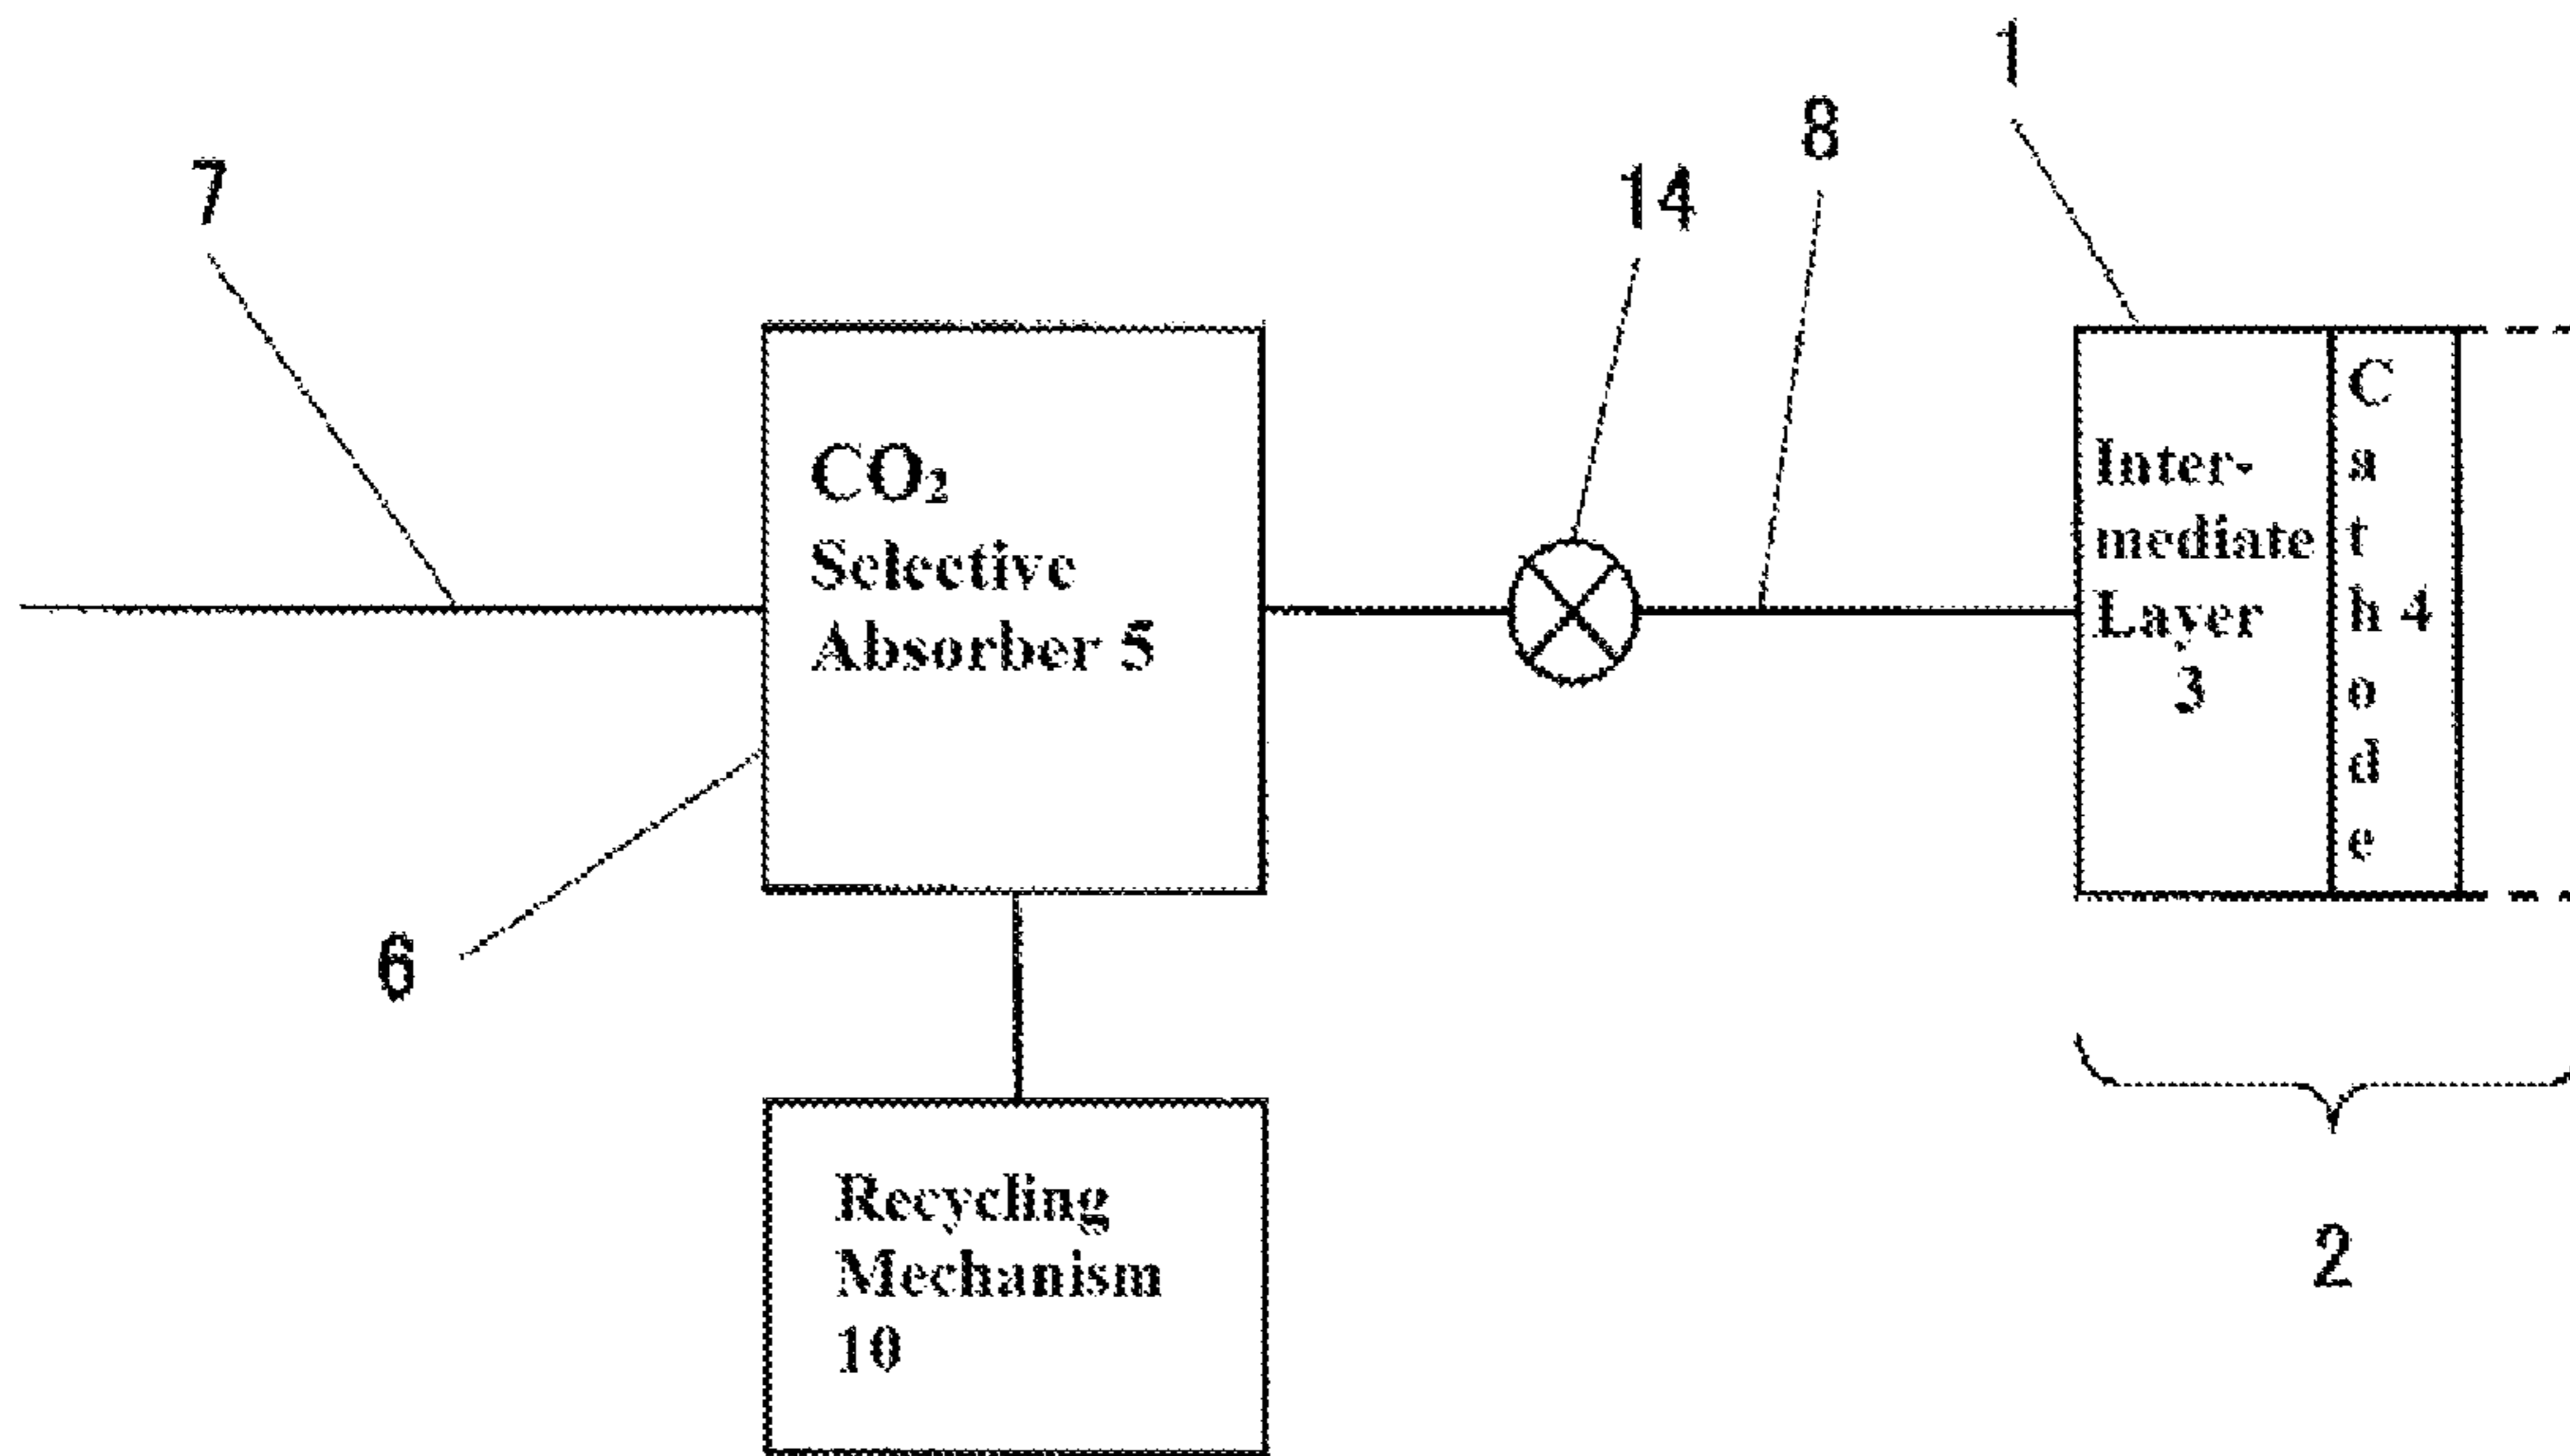 1
8
7
14
CO₂
Selective
Absorber 5
Inter-
mediate
Layer
3
C
a
t
h 4
o
d
e
6
Recycling
Mechanism
10
2